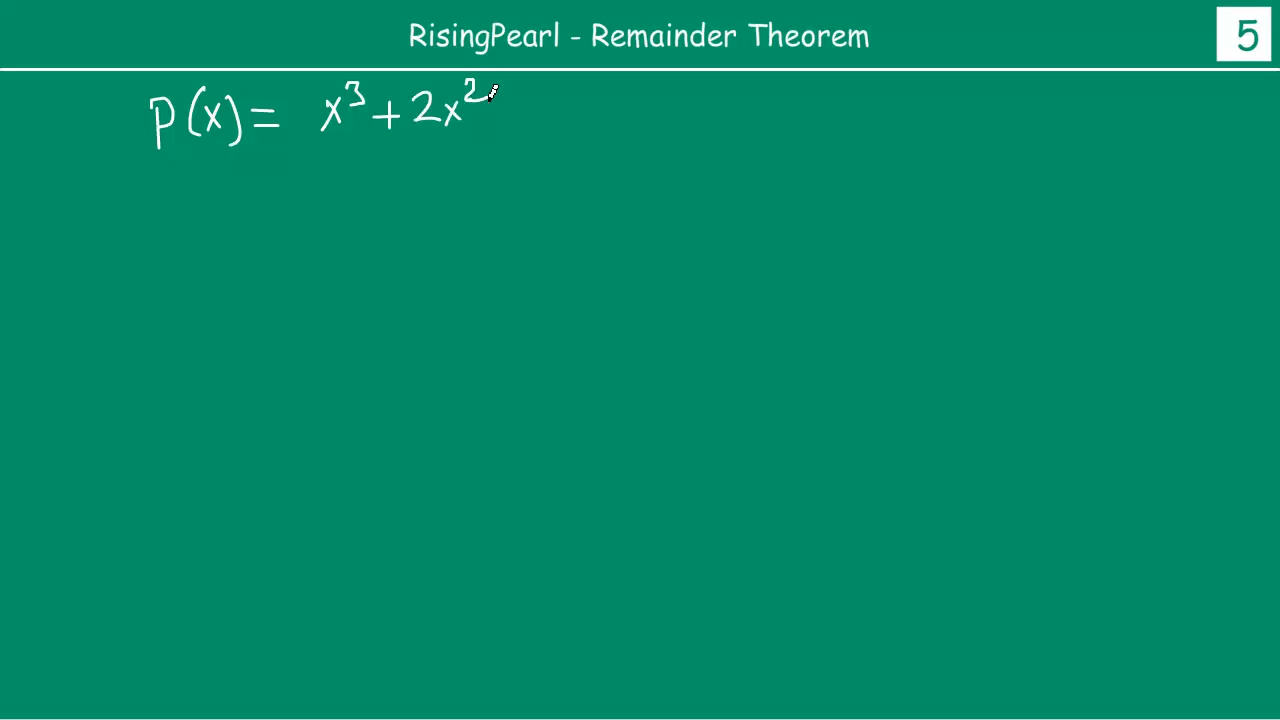 RisingPearl - Remainder Theorem
5
P(x) = x³ + 2x²